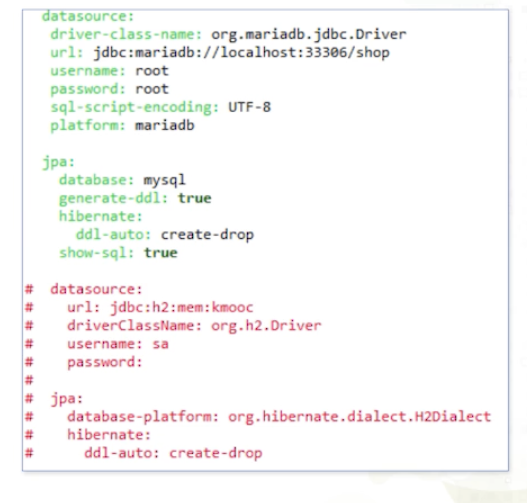 datasource:
driver-class-name: org.mariadb.jdbc.Driver
url: jdbc:mariadb://localhost:33306/shop
username: root
password: root
sql-script-encoding: UTF-8
platform: mariadb
jpa:
database: mysql
generate-ddl: true
hibernate:
ddl-auto: create-drop
show-sql: true
# datasource:
# url: jdbc:h2:mem:kmooc
# driverClassName: org.h2.Driver
# username: sa
# password:
#
# jpa:
# database-platform: org.hibernate.dialect.H2Dialect
# hibernate:
# ddl-auto: create-drop